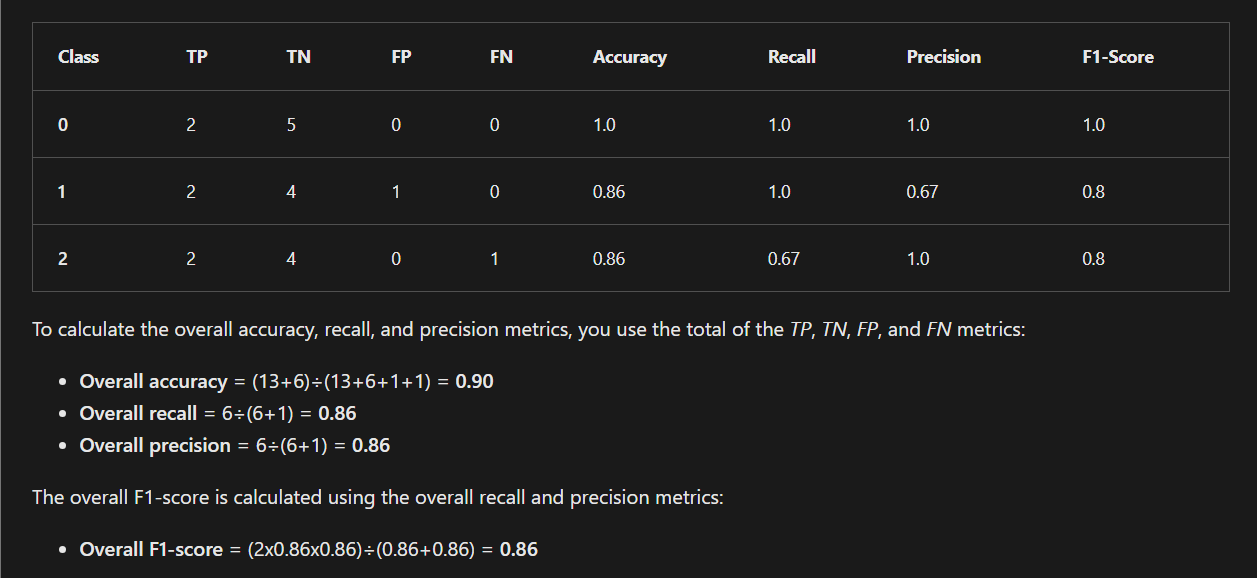 Class TP TN FP FN Accuracy Recall Precision F1-Score
0 2 5 0 0 1.0 1.0 1.0 1.0
1 2 4 1 0 0.86 1.0 0.67 0.8
2 2 4 0 1 0.86 0.67 1.0 0.8
To calculate the overall accuracy, recall, and precision metrics, you use the total of the TP, TN, FP, and FN metrics:
• Overall accuracy = (13+6)÷(13+6+1+1) = 0.90
• Overall recall = 6÷(6+1) = 0.86
• Overall precision = 6÷(6+1) = 0.86
The overall F1-score is calculated using the overall recall and precision metrics:
• Overall F1-score = (2x0.86x0.86)÷(0.86+0.86) = 0.86